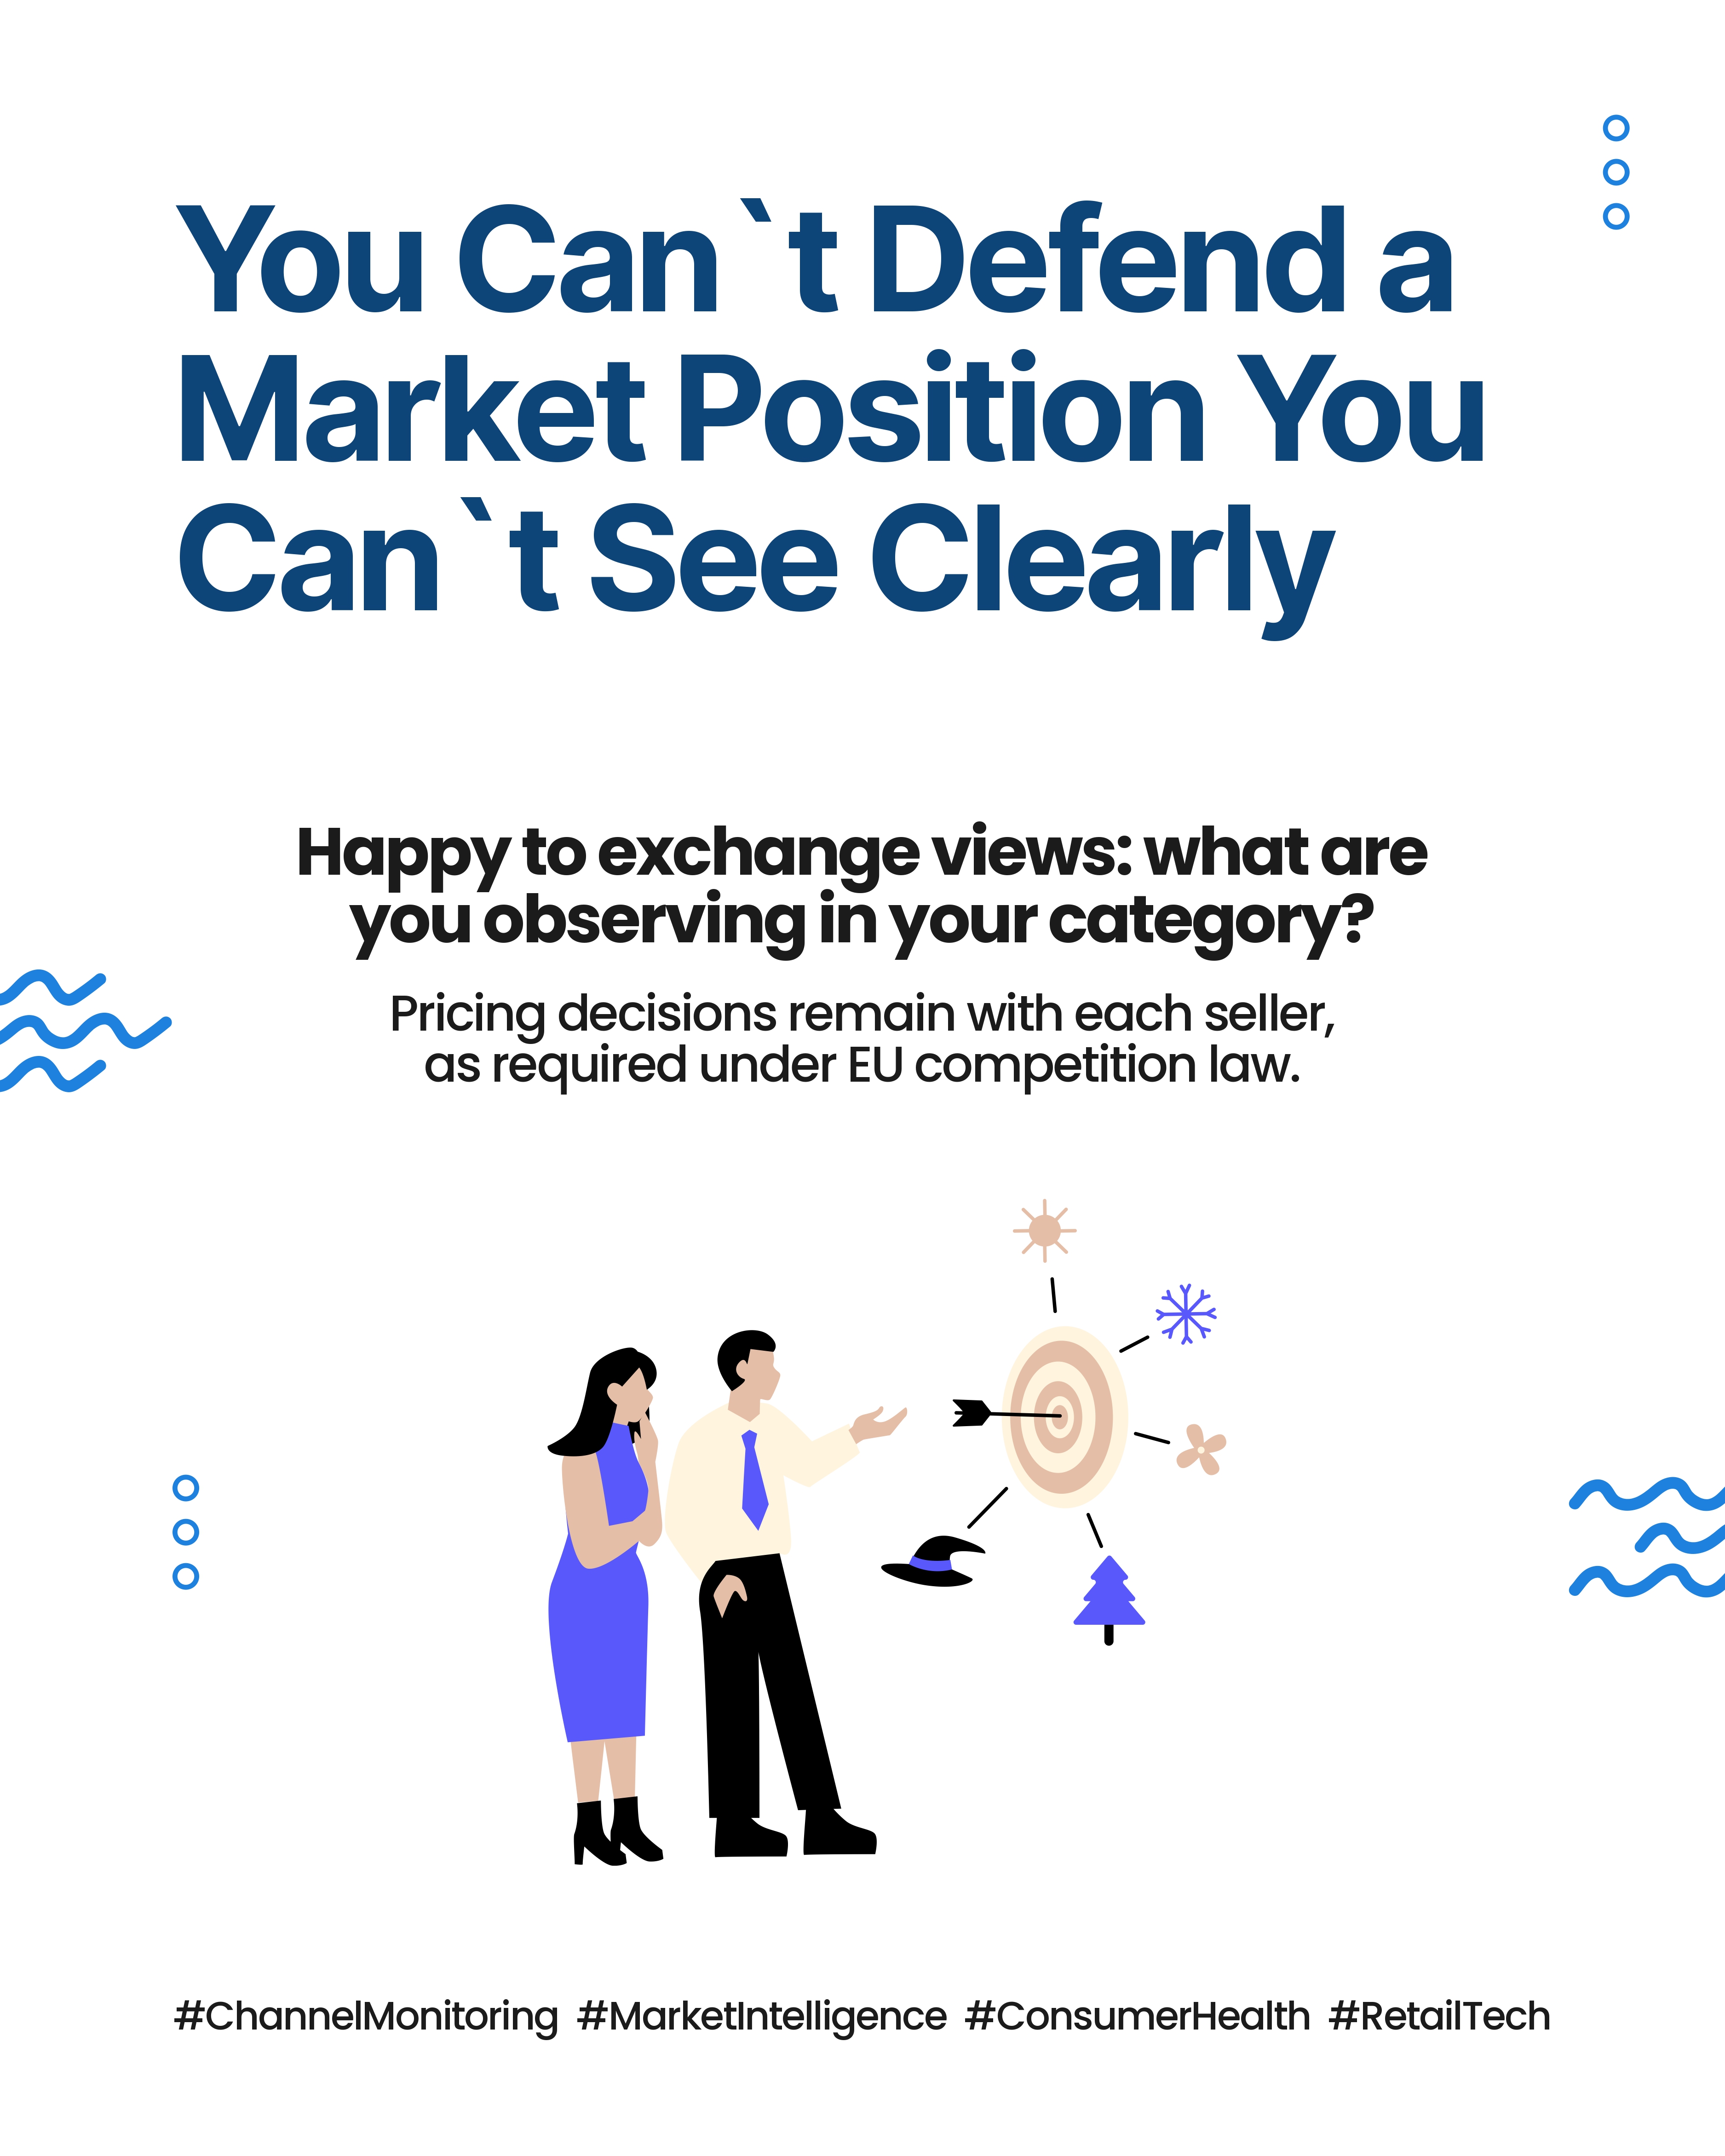 You Can`t Defend a
Market Position You
Can`t See Clearly
Happy to exchange views: what are
you observing in your category?
Pricing decisions remain with each seller,
as required under EU competition law.
#ChannelMonitoring #MarketIntelligence #ConsumerHealth #RetailTech